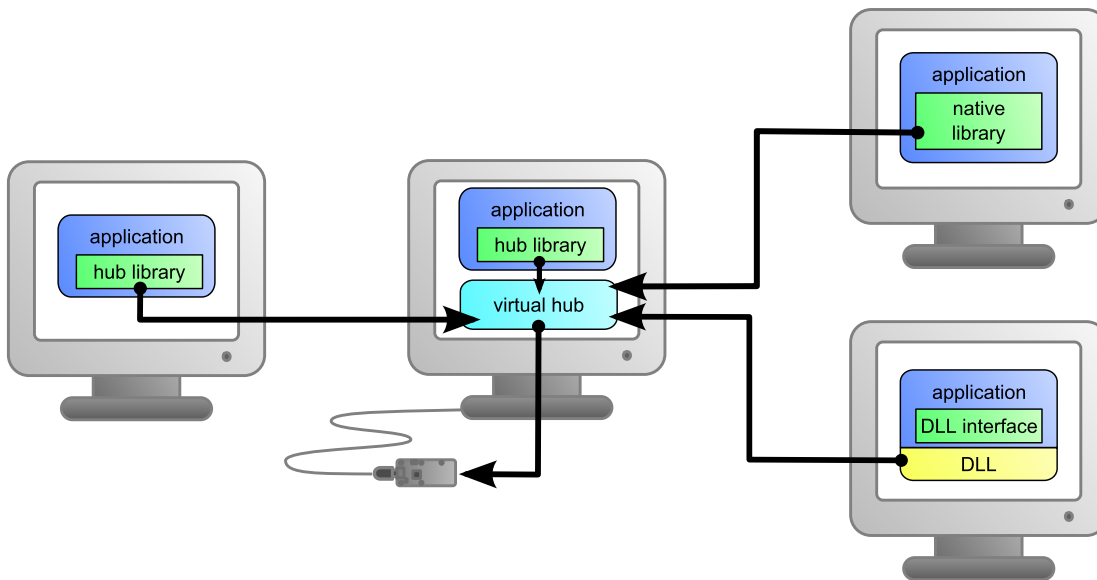 application
hub library
application
hub library
virtual hub
application
native
library
application
DLL interface
DLL